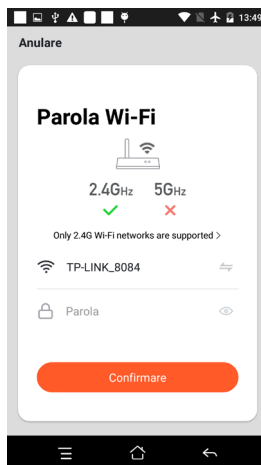 13:49
Anulare
Parola Wi-Fi
2.4GHz 5GHz
Only 2.4G Wi-Fi networks are supported >
TP-LINK_8084
Parola
Confirmare